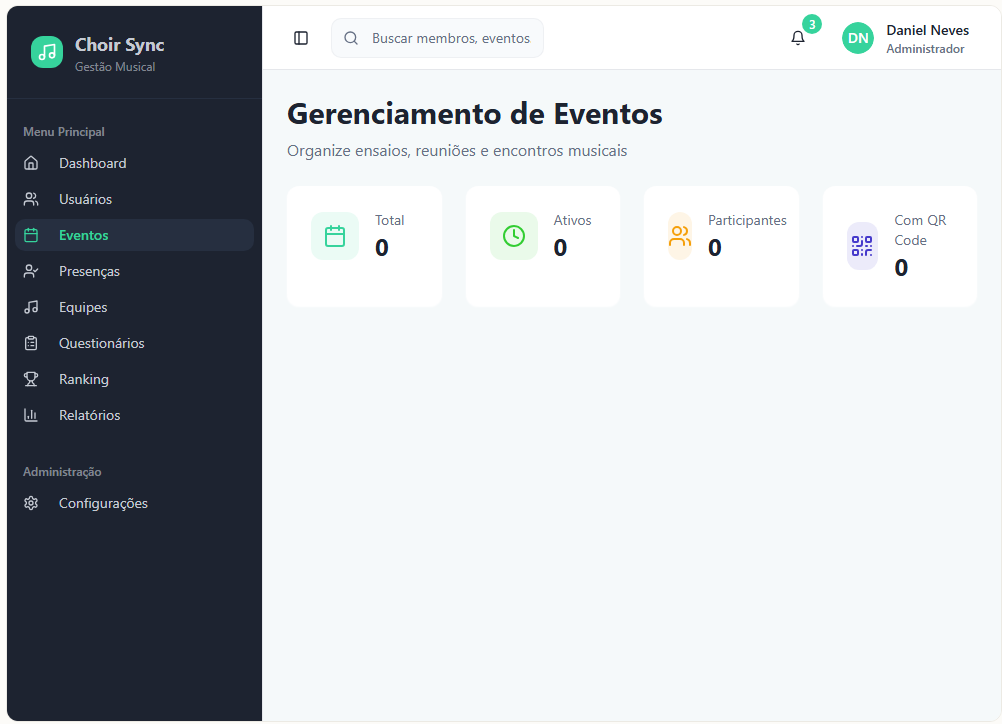 Choir Sync
Gestão Musical
Menu Principal
Dashboard
Usuários
Eventos
Presenças
Equipes
Questionários
Ranking
Relatórios
Administração
Configurações
Buscar membros, eventos
3
DN
Daniel Neves
Administrador
Gerenciamento de Eventos
Organize ensaios, reuniões e encontros musicais
Total
0
Ativos
0
Participantes
0
Com QR
Code
0